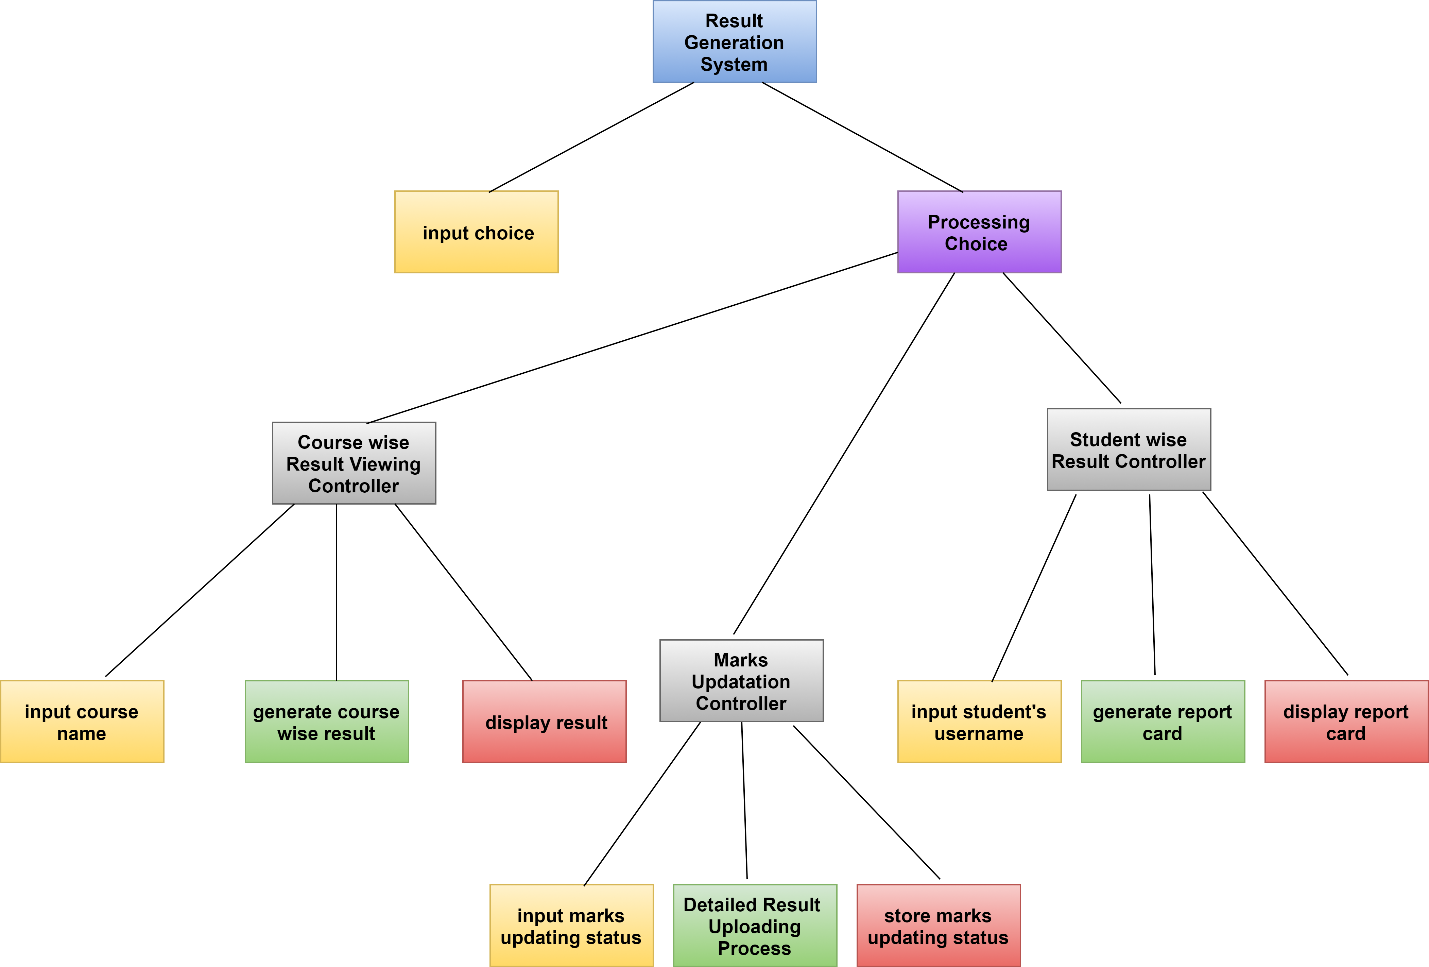 Result
Generation
System
input choice
Processing
Choice
Course wise
Result Viewing
Controller
Student wise
Result Controller
Marks
Updatation
Controller
input course
name
generate course
wise result
display result
input student's
username
generate report
card
display report
card
input marks
updating status
Detailed Result
Uploading
Process
store marks
updating status